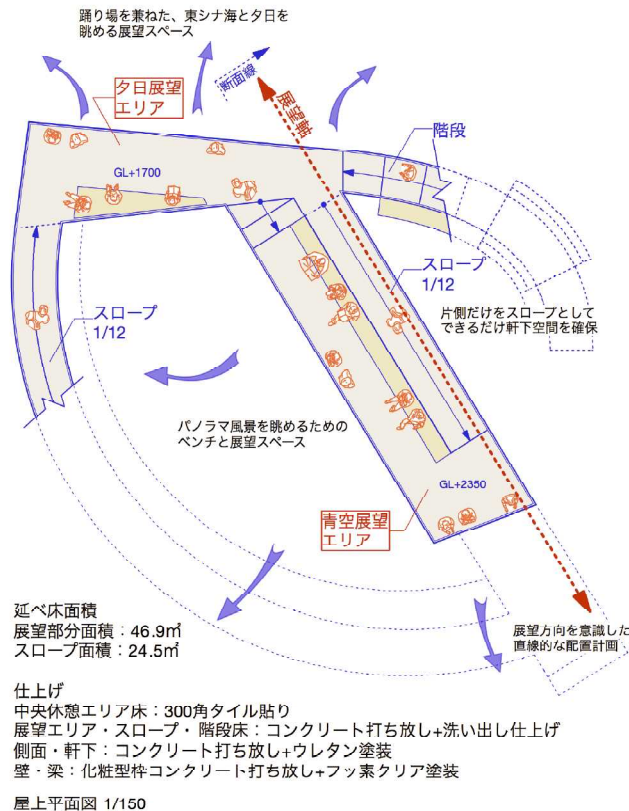 踊り場を兼ねた、東シナ海と夕日を
眺める展望スペース
断面線
夕日展望
エリア
展望軸
階段
GL+1700
スロープ
1/12
スロープ
1/12
片側だけをスロープとして
できるだけ軒下空間を確保
パノラマ風景を眺めるための
ベンチと展望スペース
GL+2350
青空展望
エリア
展望方向を意識した
直線的な配置計画
延べ床面積
展望部分面積：46.9㎡
スロープ面積：24.5㎡
仕上げ
中央休憩エリア床：300角タイル貼り
展望エリア・スロープ・階段床：コンクリート打ち放し+洗い出し仕上げ
側面・軒下：コンクリート打ち放し+ウレタン塗装
壁・梁：化粧型枠コンクリート打ち放し+フッ素クリア塗装
屋上平面図 1/150